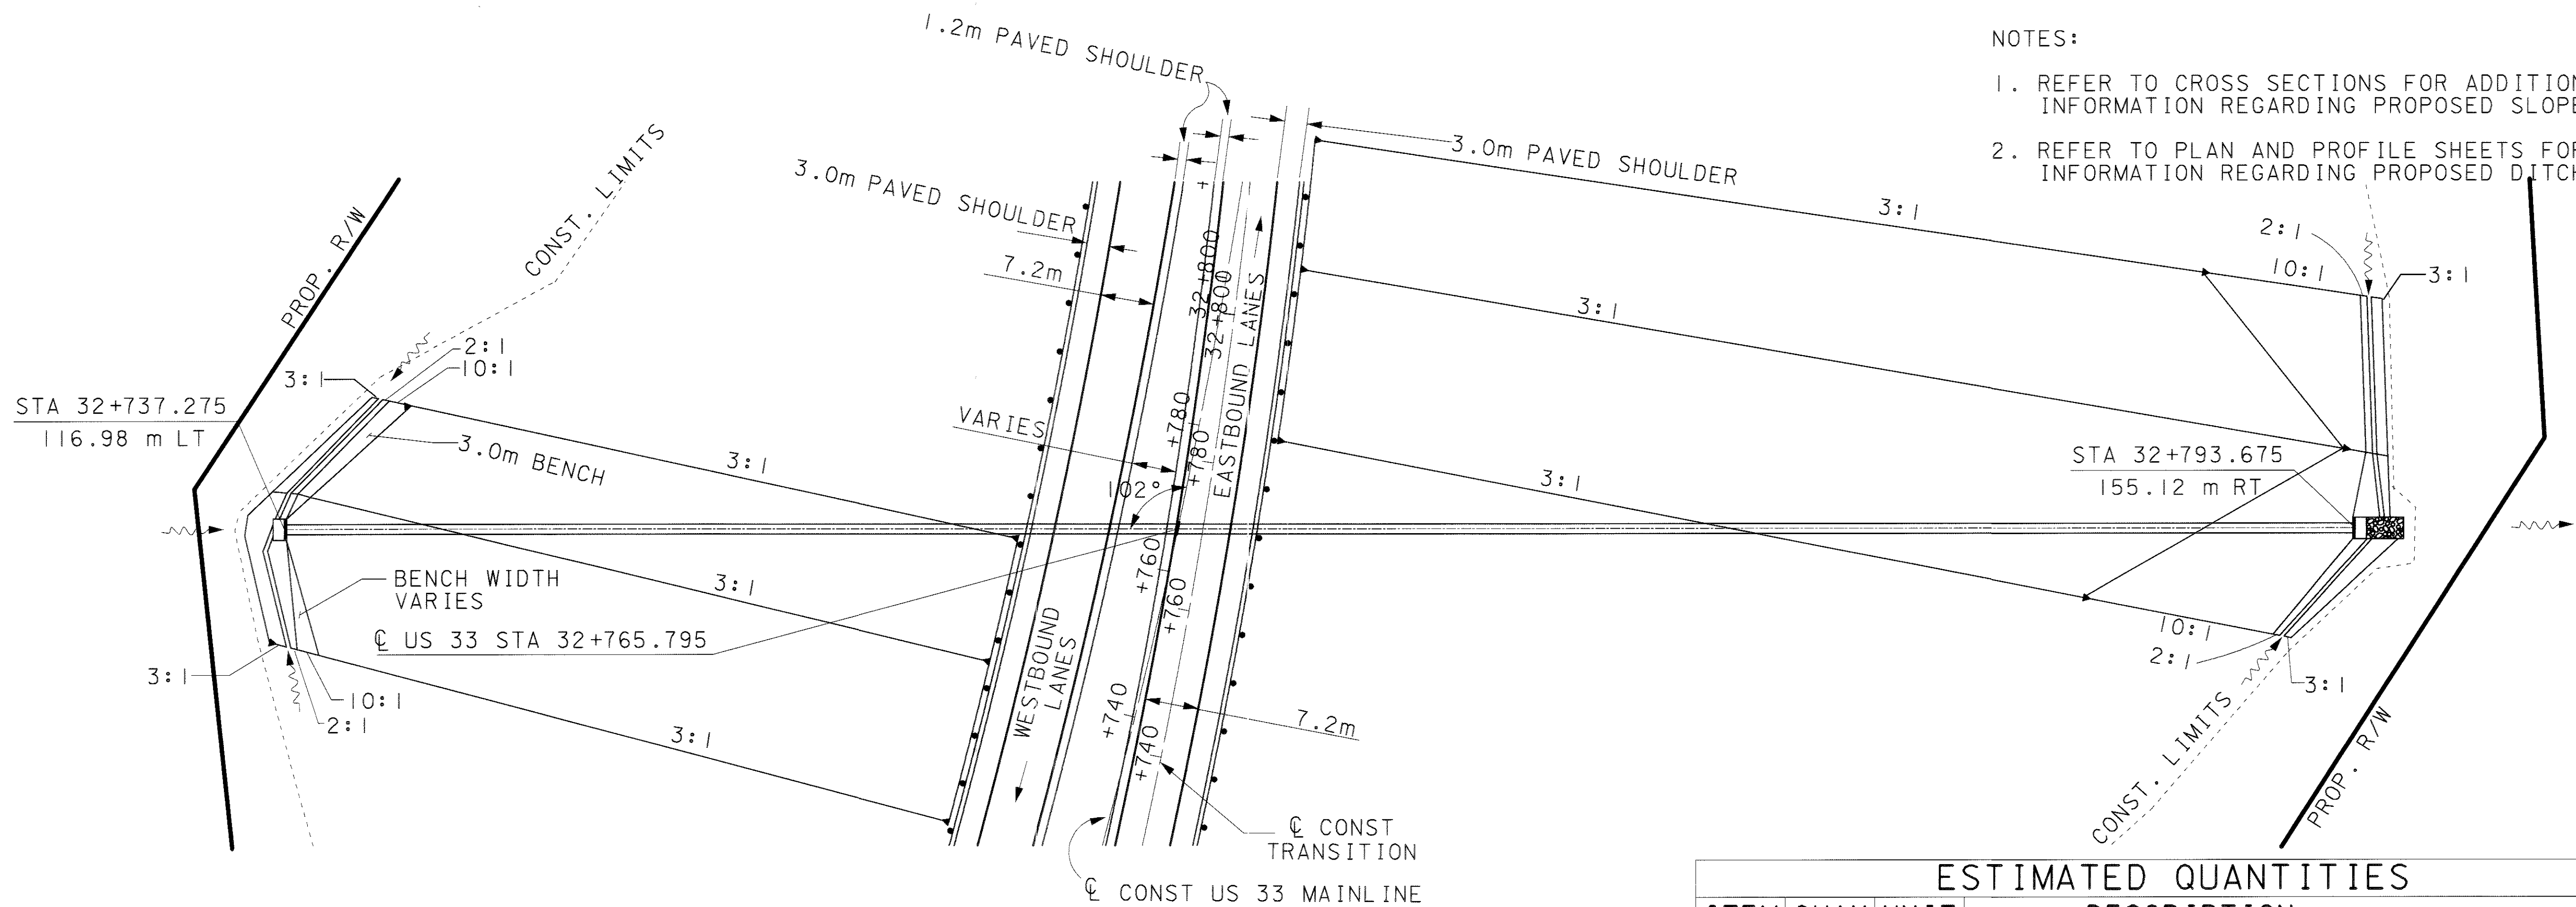 1.2m PAVED SHOULDER
NOTES:
1. REFER TO CROSS SECTIONS FOR
INFORMATION REGARDING PROPOSED
2. REFER TO PLAN AND PROFILE SHEETS FOR
INFORMATION REGARDING PROPOSED
3.0m PAVED SHOULDER
3.0m PAVED SHOULDER
CONST. LIMITS
PROP. R/W
7.2m
3:1
2:1
10:1
3:1
3:1
32+800
32+800
EASTBOUND LANES
2:1
10:1
3:1
STA 32+737.275
116.98 m LT
3.0m BENCH
3:1
VARIES
+780
+780
102°
3:1
STA 32+793.675
155.12 m RT
BENCH WIDTH
VARIES
3:1
+760
+760
℄ US 33 STA 32+765.795
WESTBOUND
LANES
3:1
10:1
2:1
3:1
+740
+740
7.2m
10:1
2:1
3:1
CONST. LIMITS
PROP. R/W
℄ CONST
TRANSITION
℄ CONST US 33 MAINLINE
ESTIMATED QUANTITIES
ITEM QUAN UNIT DESCRIPTION